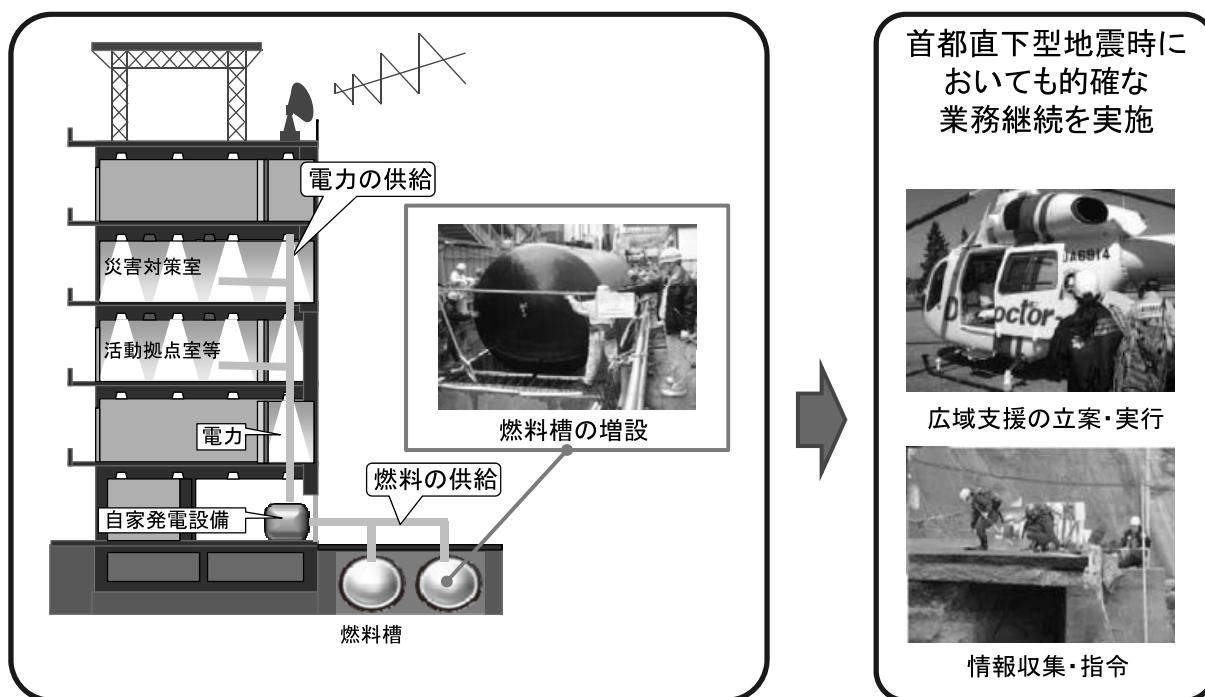 電力の供給
災害対策室
活動拠点室等
電力
自家発電設備
燃料の供給
燃料槽
燃料槽の増設
首都直下型地震時に
おいても的確な
業務継続を実施
JA6914
Doctor
広域支援の立案・実行
情報収集・指令